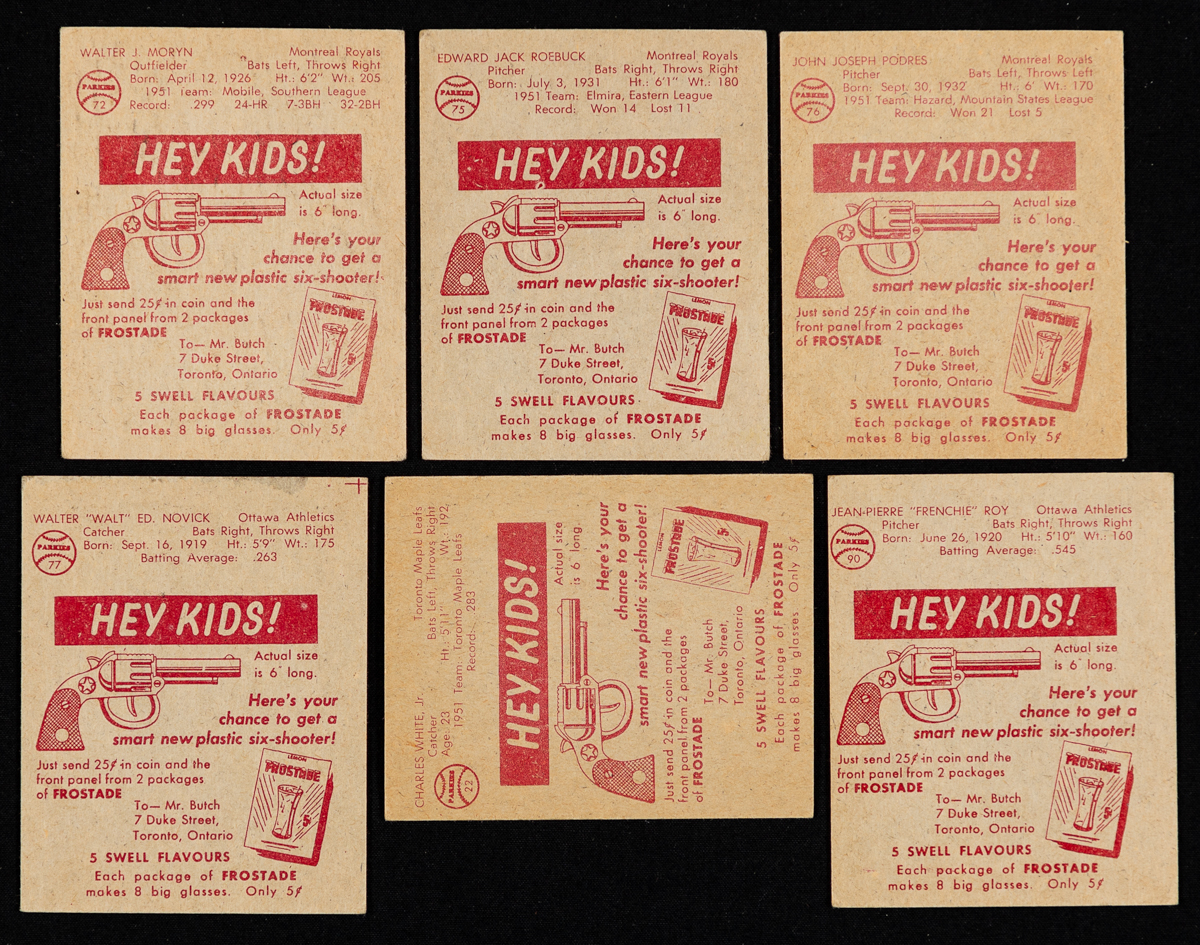 WALTER J. MORYN Montreal Royals
Outfielder Bats Left, Throws Right
Born: April 12, 1926 Ht.: 6'2" Wt.: 205
1951 Team: Mobile, Southern League
Record: .299 24-HR 7-3BH 32-2BH
PARKIES
72
HEY KIDS!
Actual size
is 6" long.
Here's your
chance to get a
smart new plastic six-shooter!
Just send 25¢ in coin and the
front panel from 2 packages
of FROSTADE
To— Mr. Butch
7 Duke Street,
Toronto, Ontario
LEMON
FROSTADE
5¢
5 SWELL FLAVOURS
Each package of FROSTADE
makes 8 big glasses. Only 5¢
EDWARD JACK ROEBUCK Montreal Royals
Pitcher Bats Right, Throws Right
Born: July 3, 1931 Ht.: 6'1" Wt.: 180
1951 Team: Elmira, Eastern League
Record: Won 14 Lost 11
PARKIES
75
HEY KIDS!
Actual size
is 6" long.
Here's your
chance to get a
smart new plastic six-shooter!
Just send 25¢ in coin and the
front panel from 2 packages
of FROSTADE
To— Mr. Butch
7 Duke Street,
Toronto, Ontario
LEMON
FROSTADE
5¢
5 SWELL FLAVOURS
Each package of FROSTADE
makes 8 big glasses. Only 5¢
JOHN JOSEPH PODRES Montreal Royals
Pitcher Bats Left, Throws Left
Born: Sept. 30, 1932 Ht.: 6' Wt.: 170
1951 Team: Hazard, Mountain States League
Record: Won 21 Lost 5
PARKIES
76
HEY KIDS!
Actual size
is 6" long.
Here's your
chance to get a
smart new plastic six-shooter!
Just send 25¢ in coin and the
front panel from 2 packages
of FROSTADE
To— Mr. Butch
7 Duke Street,
Toronto, Ontario
LEMON
FROSTADE
5¢
5 SWELL FLAVOURS
Each package of FROSTADE
makes 8 big glasses. Only 5¢
WALTER "WALT" ED. NOVICK Ottawa Athletics
Catcher Bats Right, Throws Right
Born: Sept. 16, 1919 Ht.: 5'9" Wt.: 175
Batting Average: .263
PARKIES
77
HEY KIDS!
Actual size
is 6" long.
Here's your
chance to get a
smart new plastic six-shooter!
Just send 25¢ in coin and the
front panel from 2 packages
of FROSTADE
To— Mr. Butch
7 Duke Street,
Toronto, Ontario
LEMON
FROSTADE
5¢
5 SWELL FLAVOURS
Each package of FROSTADE
makes 8 big glasses. Only 5¢
CHARLES WHITE, Jr. Toronto Maple Leafs
Catcher Bats Left, Throws Right
Age: 23 Ht. 5'11" Wt.: 192
1951 Team: Toronto Maple Leafs
Record: .283
PARKIES
22
HEY KIDS!
Actual size
is 6" long.
Here's your
chance to get a
smart new plastic six-shooter!
Just send 25¢ in coin and the
front panel from 2 packages
of FROSTADE
To— Mr. Butch
7 Duke Street,
Toronto, Ontario
LEMON
FROSTADE
5¢
5 SWELL FLAVOURS
Each package of FROSTADE
makes 8 big glasses. Only 5¢
JEAN-PIERRE "FRENCHIE" ROY Ottawa Athletics
Pitcher Bats Right, Throws Right
Born: June 26, 1920 Ht.: 5'10" Wt.: 160
Batting Average: .545
PARKIES
90
HEY KIDS!
Actual size
is 6" long.
Here's your
chance to get a
smart new plastic six-shooter!
Just send 25¢ in coin and the
front panel from 2 packages
of FROSTADE
To— Mr. Butch
7 Duke Street,
Toronto, Ontario
LEMON
FROSTADE
5¢
5 SWELL FLAVOURS
Each package of FROSTADE
makes 8 big glasses. Only 5¢